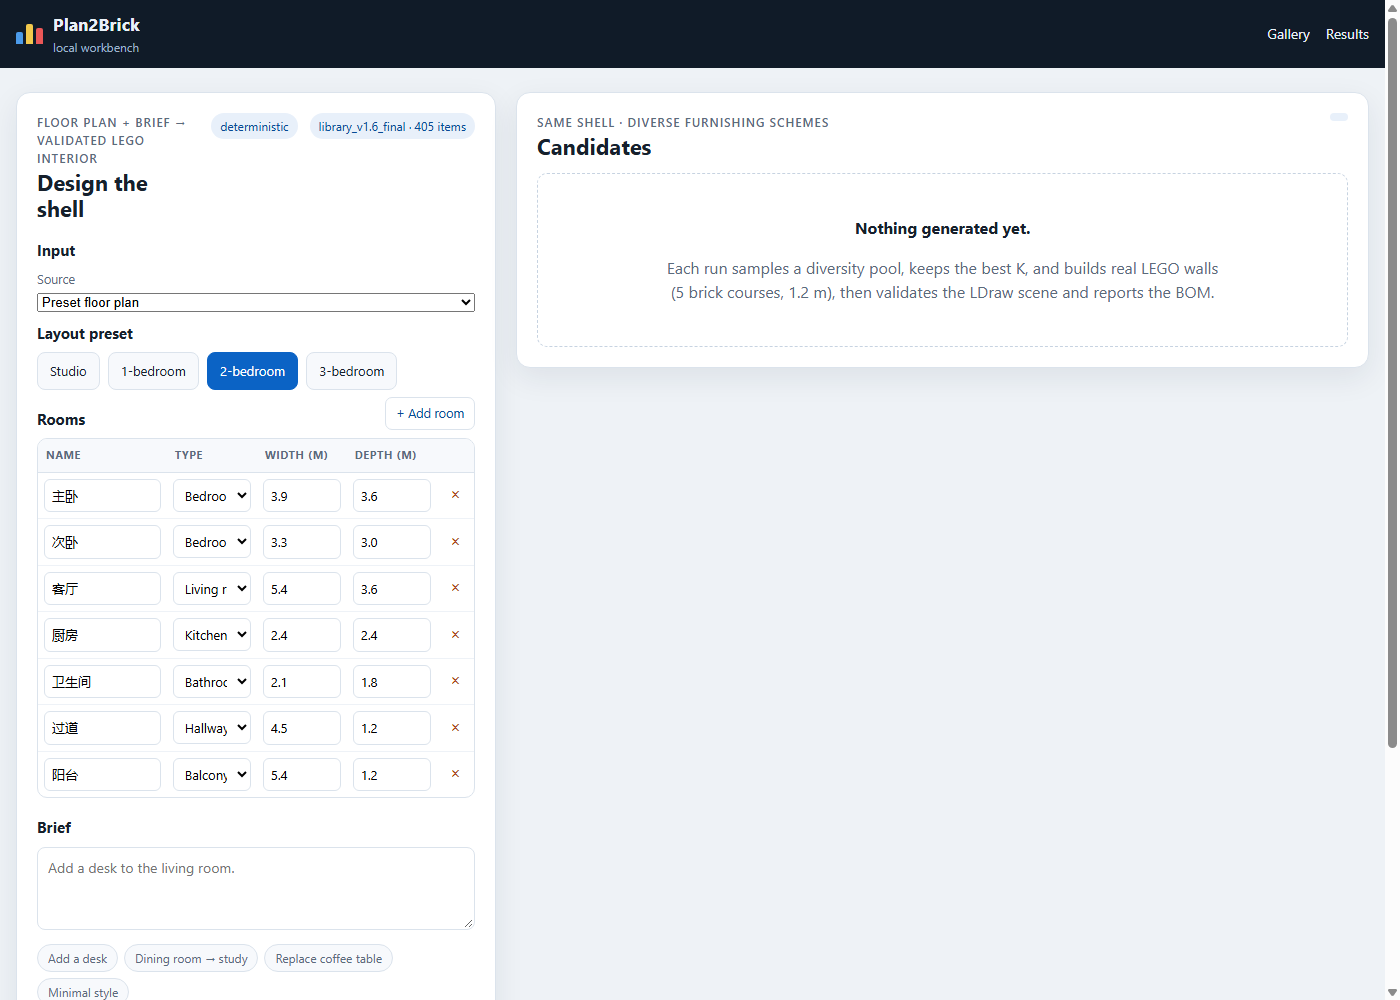 Plan2Brick
local workbench
Gallery
Results
FLOOR PLAN + BRIEF →
VALIDATED LEGO
INTERIOR
deterministic
library_v1.6_final · 405 items
Design the
shell
Input
Source
Preset floor plan
Layout preset
Studio
1-bedroom
2-bedroom
3-bedroom
Rooms
+ Add room
NAME TYPE WIDTH (M) DEPTH (M)
主卧 Bedroo 3.9 3.6 ×
次卧 Bedroo 3.3 3.0 ×
客厅 Living r 5.4 3.6 ×
厨房 Kitchen 2.4 2.4 ×
卫生间 Bathroo 2.1 1.8 ×
过道 Hallway 4.5 1.2 ×
阳台 Balcony 5.4 1.2 ×
Brief
Add a desk to the living room.
Add a desk
Dining room → study
Replace coffee table
Minimal style
SAME SHELL · DIVERSE FURNISHING SCHEMES
Candidates
Nothing generated yet.
Each run samples a diversity pool, keeps the best K, and builds real LEGO walls
(5 brick courses, 1.2 m), then validates the LDraw scene and reports the BOM.